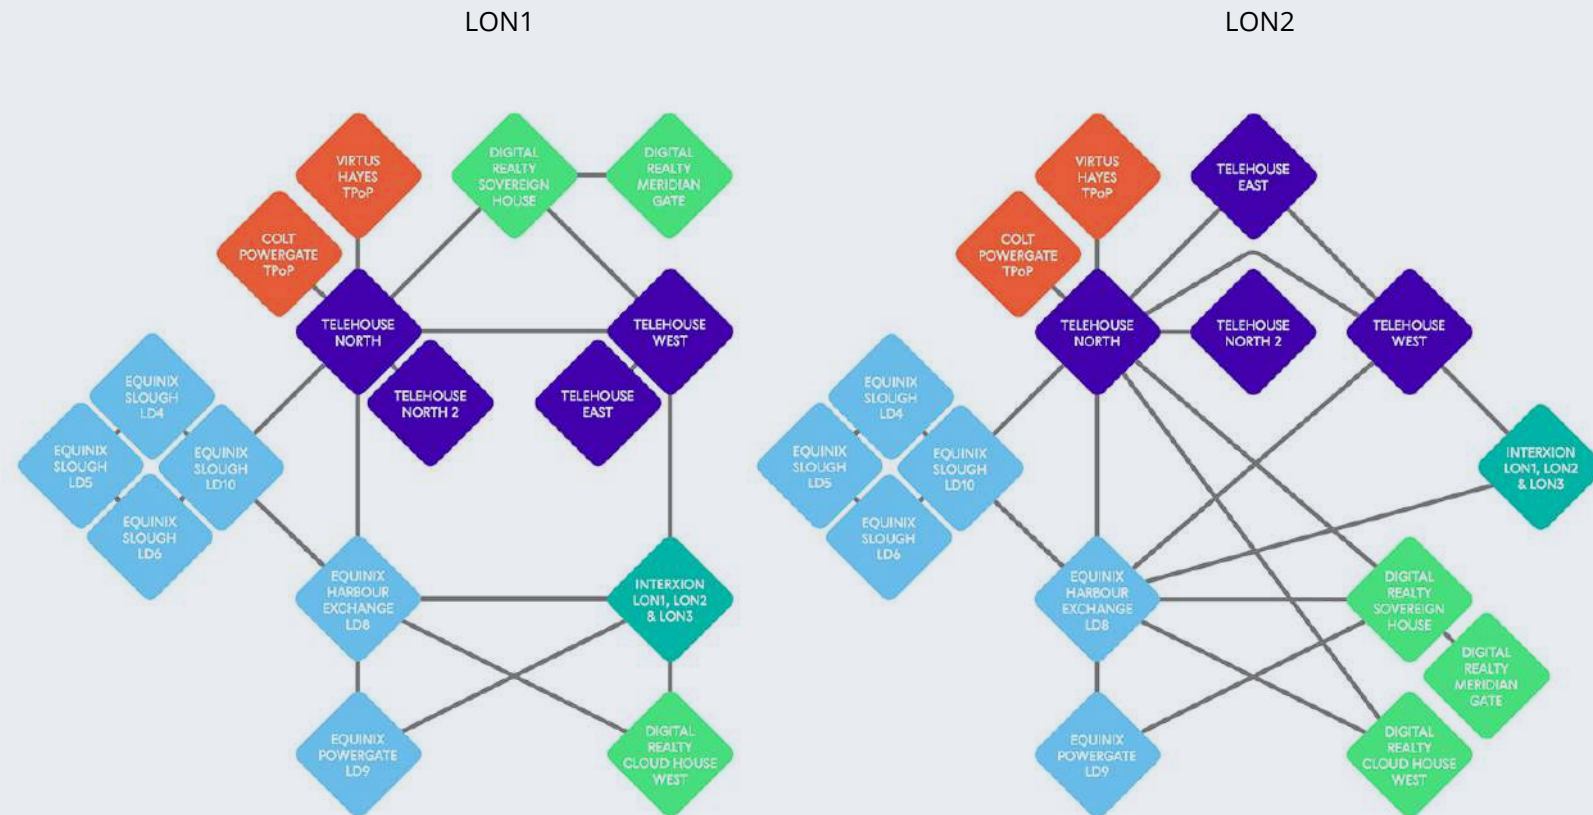 LON1
VIRTUS
HAYES
TPoP
DIGITAL
REALTY
SOVEREIGN
HOUSE
DIGITAL
REALTY
MERIDIAN
GATE
COLT
POWERGATE
TPoP
TELEHOUSE
NORTH
TELEHOUSE
WEST
TELEHOUSE
NORTH 2
TELEHOUSE
EAST
EQUINIX
SLOUGH
LD4
EQUINIX
SLOUGH
LD5
EQUINIX
SLOUGH
LD10
EQUINIX
SLOUGH
LD6
EQUINIX
HARBOUR
EXCHANGE
LD8
INTERXION
LON1, LON2
& LON3
EQUINIX
POWERGATE
LD9
DIGITAL
REALTY
CLOUD HOUSE
WEST
LON2
VIRTUS
HAYES
TPoP
TELEHOUSE
EAST
COLT
POWERGATE
TPoP
TELEHOUSE
NORTH
TELEHOUSE
NORTH 2
TELEHOUSE
WEST
EQUINIX
SLOUGH
LD4
EQUINIX
SLOUGH
LD5
EQUINIX
SLOUGH
LD10
EQUINIX
SLOUGH
LD6
INTERXION
LON1, LON2
& LON3
EQUINIX
HARBOUR
EXCHANGE
LD8
DIGITAL
REALTY
SOVEREIGN
HOUSE
DIGITAL
REALTY
MERIDIAN
GATE
EQUINIX
POWERGATE
LD9
DIGITAL
REALTY
CLOUD HOUSE
WEST